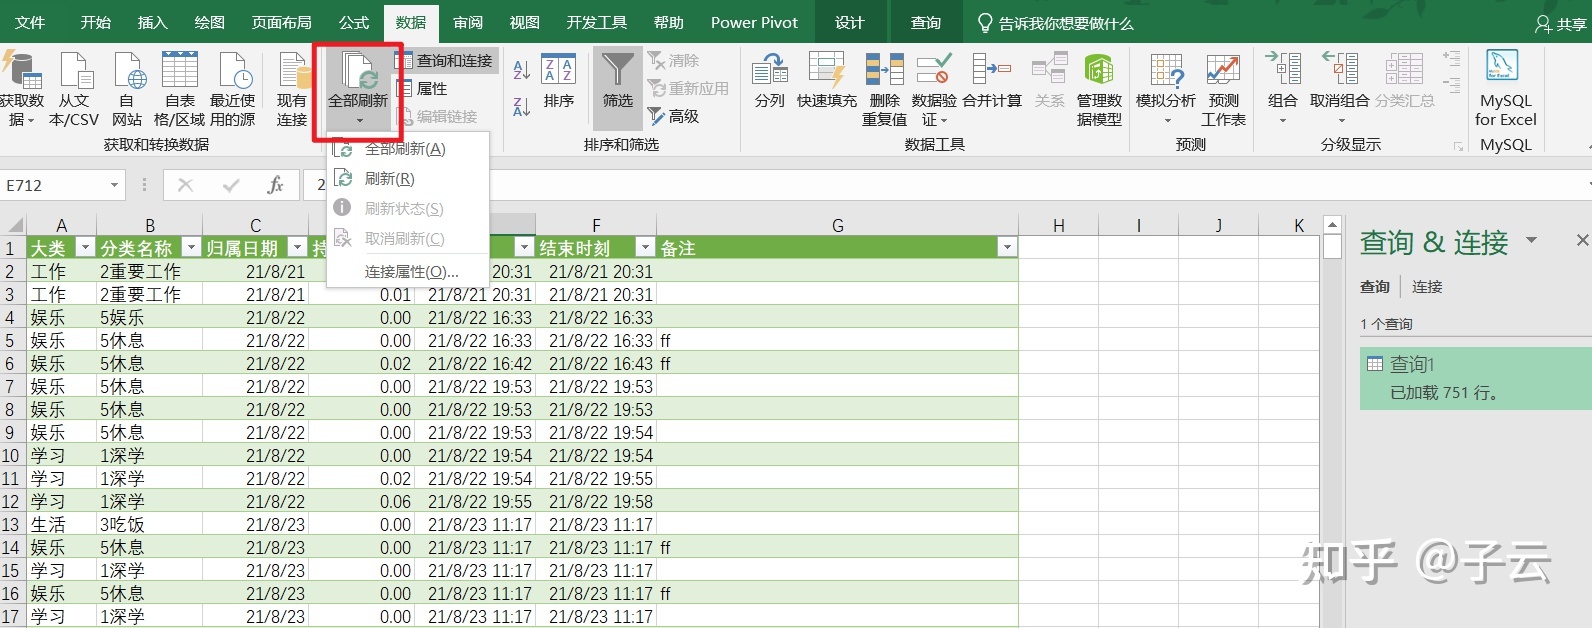 文件 开始 插入 绘图 页面布局 公式 数据 审阅 视图 开发工具 帮助 Power Pivot 设计 查询 告诉我你想要做什么 共享
获取数据 从文本/CSV 自网站 自表格/区域 最近使用的源 现有连接
获取和转换数据
全部刷新
查询和连接
属性
编辑链接
排序
筛选
清除
重新应用
高级
排序和筛选
分列 快速填充 删除重复值 数据验证 合并计算 关系 管理数据模型
数据工具
模拟分析 预测工作表
预测
组合 取消组合 分类汇总
分级显示
MySQL for Excel
MySQL
全部刷新(A)
刷新(R)
刷新状态(S)
取消刷新(C)
连接属性(O)...
E712 fx 2
A B C F G H I J K
1 大类 分类名称 归属日期 持 结束时刻 备注
2 工作 2重要工作 21/8/21 20:31 21/8/21 20:31
3 工作 2重要工作 21/8/21 0.01 21/8/21 20:31 21/8/21 20:31
4 娱乐 5娱乐 21/8/22 0.00 21/8/22 16:33 21/8/22 16:33
5 娱乐 5休息 21/8/22 0.00 21/8/22 16:33 21/8/22 16:33 ff
6 娱乐 5休息 21/8/22 0.02 21/8/22 16:42 21/8/22 16:43 ff
7 娱乐 5休息 21/8/22 0.00 21/8/22 19:53 21/8/22 19:53
8 娱乐 5休息 21/8/22 0.00 21/8/22 19:53 21/8/22 19:53
9 娱乐 5休息 21/8/22 0.00 21/8/22 19:53 21/8/22 19:54
10 学习 1深学 21/8/22 0.00 21/8/22 19:54 21/8/22 19:54
11 学习 1深学 21/8/22 0.02 21/8/22 19:54 21/8/22 19:55
12 学习 1深学 21/8/22 0.06 21/8/22 19:55 21/8/22 19:58
13 生活 3吃饭 21/8/23 0.00 21/8/23 11:17 21/8/23 11:17
14 娱乐 5休息 21/8/23 0.00 21/8/23 11:17 21/8/23 11:17 ff
15 学习 1深学 21/8/23 0.00 21/8/23 11:17 21/8/23 11:17
16 娱乐 5休息 21/8/23 0.00 21/8/23 11:17 21/8/23 11:17 ff
17 学习 1深学 21/8/23 0.00 21/8/23 11:17 21/8/23 11:17
查询 & 连接
查询 连接
1 个查询
查询1
已加载 751 行。
知乎 @子云